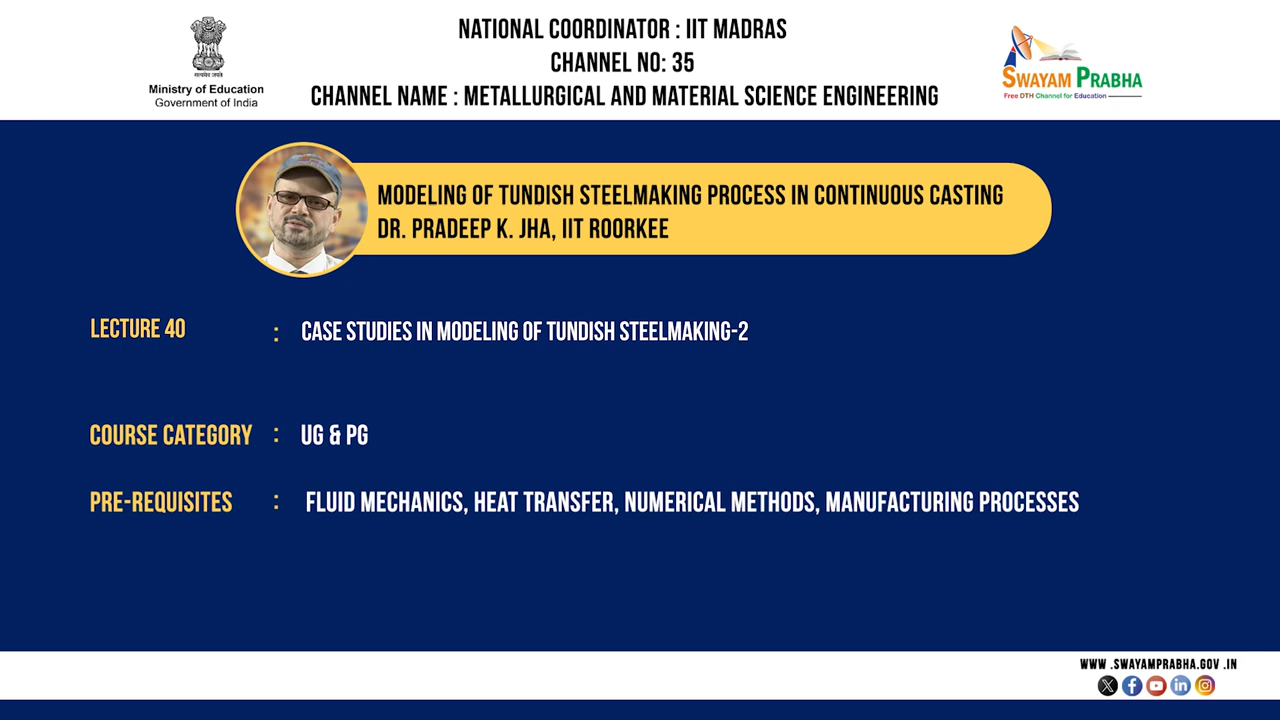 NATIONAL COORDINATOR : IIT MADRAS
CHANNEL NO: 35
CHANNEL NAME : METALLURGICAL AND MATERIAL SCIENCE ENGINEERING
सत्यमेव जयते
Ministry of Education
Government of India
SWAYAM PRABHA
Free DTH Channel for Education
MODELING OF TUNDISH STEELMAKING PROCESS IN CONTINUOUS CASTING
DR. PRADEEP K. JHA, IIT ROORKEE
LECTURE 40 : CASE STUDIES IN MODELING OF TUNDISH STEELMAKING-2
COURSE CATEGORY : UG & PG
PRE-REQUISITES : FLUID MECHANICS, HEAT TRANSFER, NUMERICAL METHODS, MANUFACTURING PROCESSES
WWW .SWAYAMPRABHA.GOV .IN